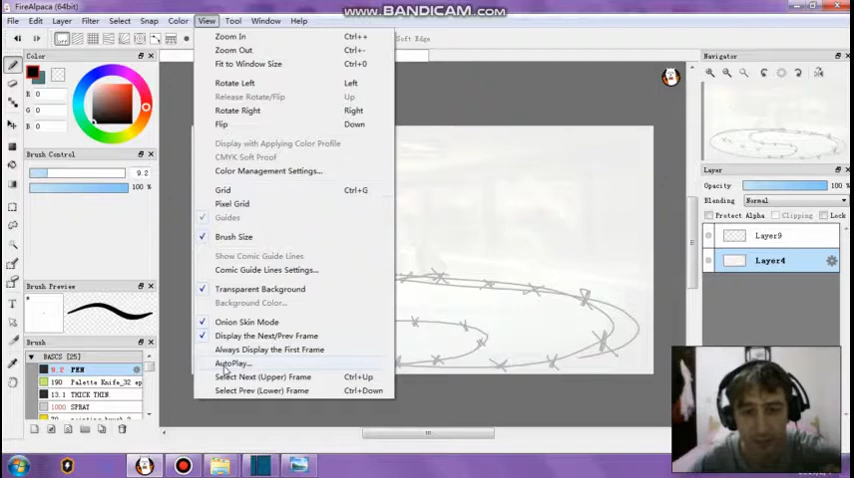 FireAlpaca (64bit)
www.BANDICAM.com
File Edit Layer Filter Select Snap Color View Tool Window Help
Soft Edge
Color
R 0
G 0
B 0
Brush Control
9.2
100 %
Brush Preview
Brush
BASICS [25]
9.2 PEN
190 Palette Knife_32 ep
13.1 THICK THIN
1000 SPRAY
Zoom In Ctrl++
Zoom Out Ctrl+-
Fit to Window Size Ctrl+0
Rotate Left Left
Release Rotate/Flip Up
Rotate Right Right
Flip Down
Display with Applying Color Profile
CMYK Soft Proof
Color Management Settings...
Grid Ctrl+G
Pixel Grid
Guides
Brush Size
Show Comic Guide Lines
Comic Guide Lines Settings...
Transparent Background
Background Color...
Onion Skin Mode
Display the Next/Prev Frame
Always Display the First Frame
AutoPlay...
Select Next (Upper) Frame Ctrl+Up
Select Prev (Lower) Frame Ctrl+Down
Navigator
Layer
Opacity 100 %
Blending Normal
Protect Alpha Clipping Lock
Layer9
Layer4